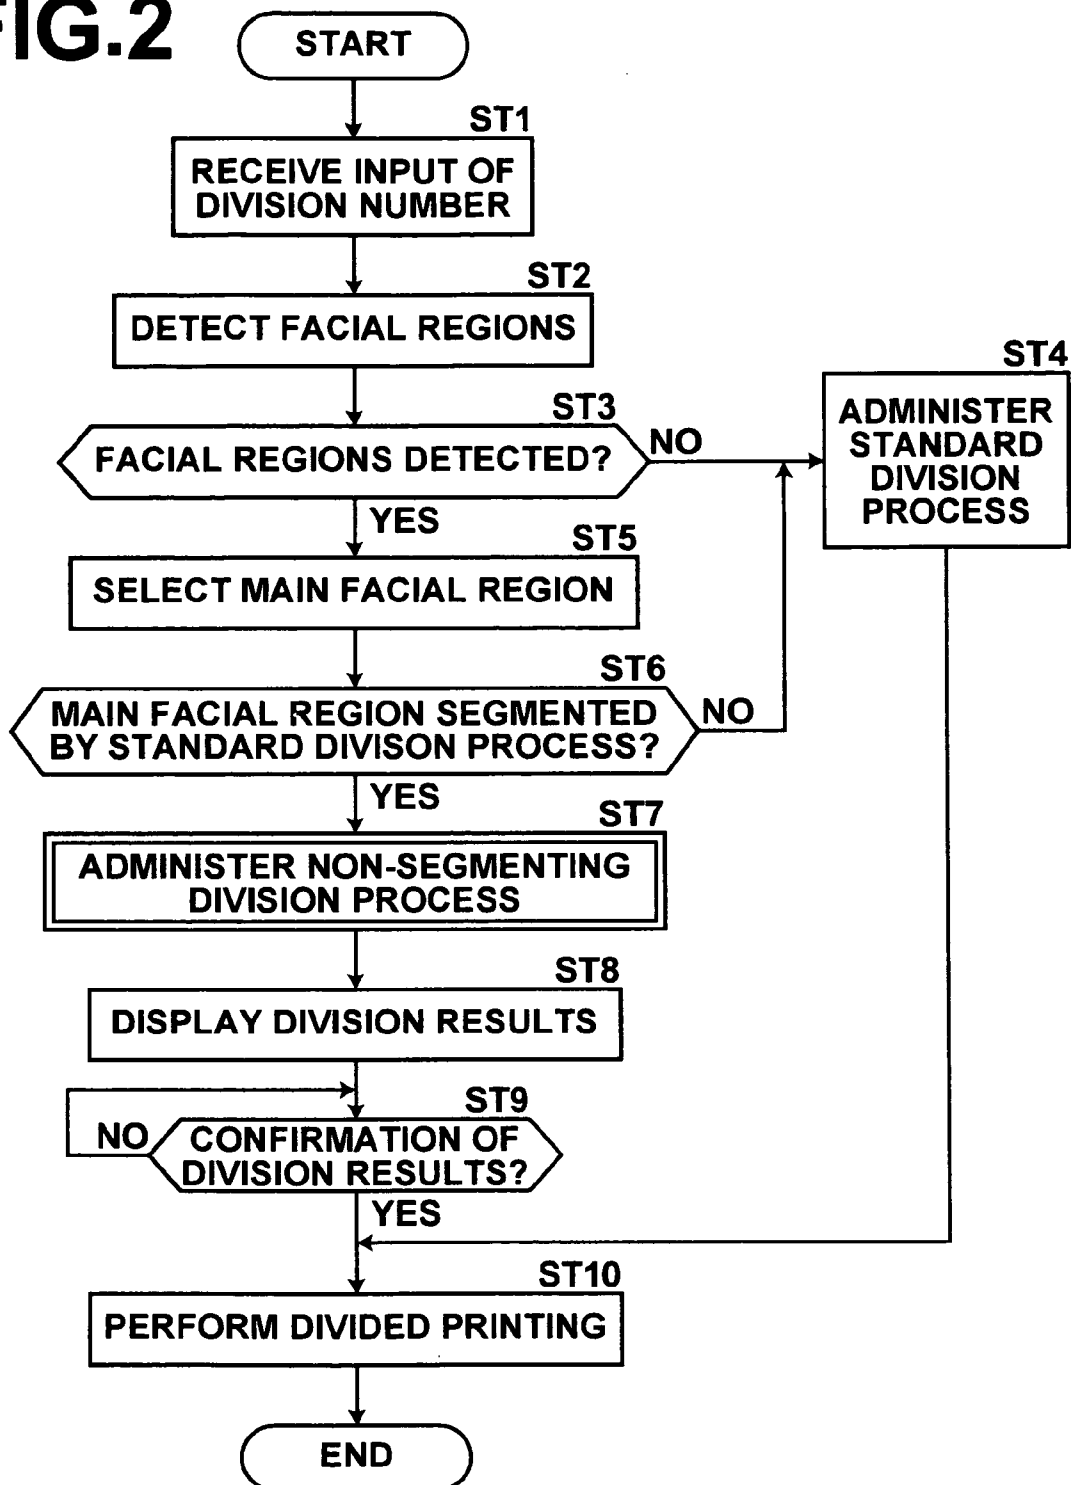 FIG.2
START
ST1
RECEIVE INPUT OF
DIVISION NUMBER
ST2
DETECT FACIAL REGIONS
ST3
FACIAL REGIONS DETECTED?
NO
YES
ST4
ADMINISTER
STANDARD
DIVISION
PROCESS
ST5
SELECT MAIN FACIAL REGION
ST6
MAIN FACIAL REGION SEGMENTED
BY STANDARD DIVISON PROCESS?
NO
YES
ST7
ADMINISTER NON-SEGMENTING
DIVISION PROCESS
ST8
DISPLAY DIVISION RESULTS
ST9
NO
CONFIRMATION OF
DIVISION RESULTS?
YES
ST10
PERFORM DIVIDED PRINTING
END